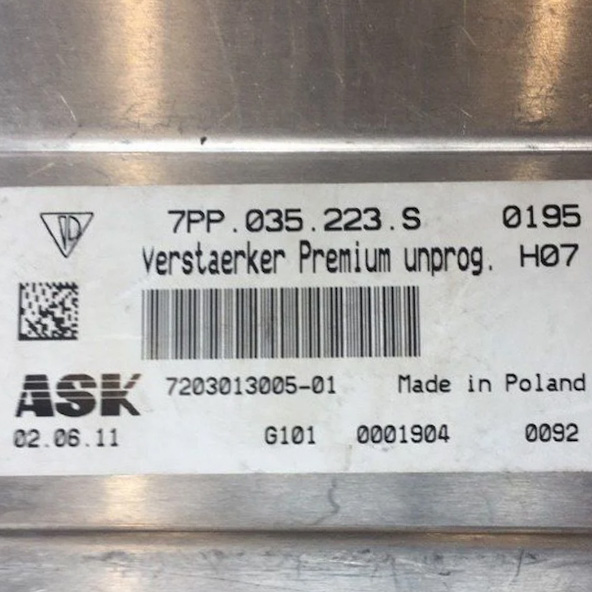 7PP.035.223.S 0195
Verstaerker Premium unprog. H07
ASK 7203013005-01 Made in Poland
02.06.11 G101 0001904 0092